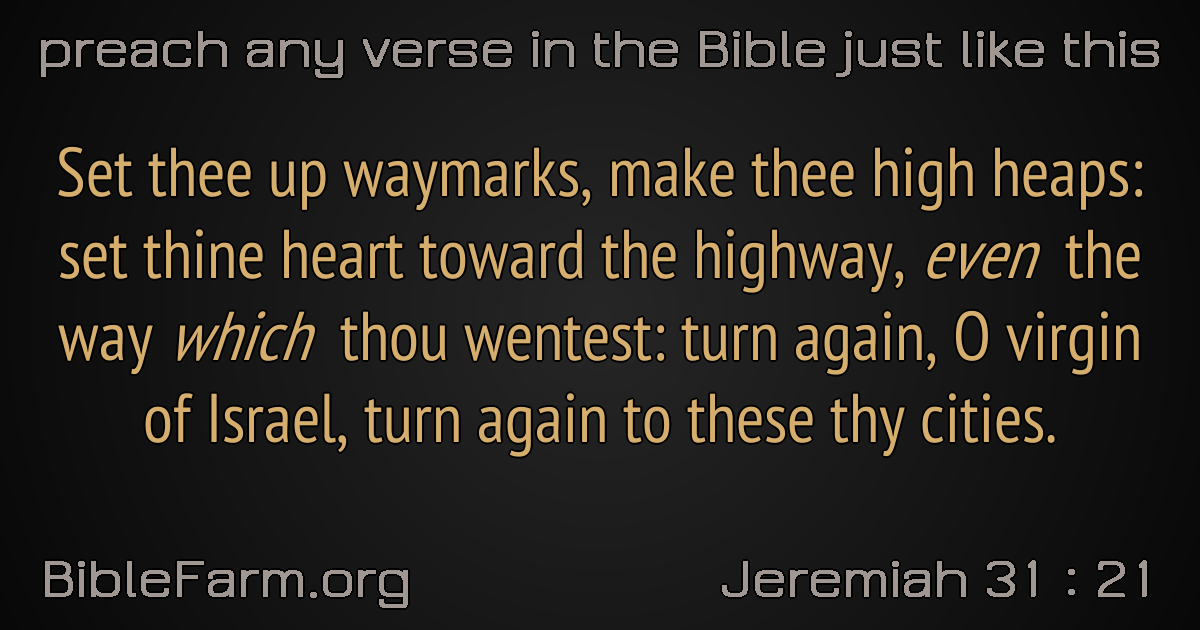 preach any verse in the Bible just like this
Set thee up waymarks, make thee high heaps:
set thine heart toward the highway, even the
way which thou wentest: turn again, O virgin
of Israel, turn again to these thy cities.
BibleFarm.org
Jeremiah 31 : 21